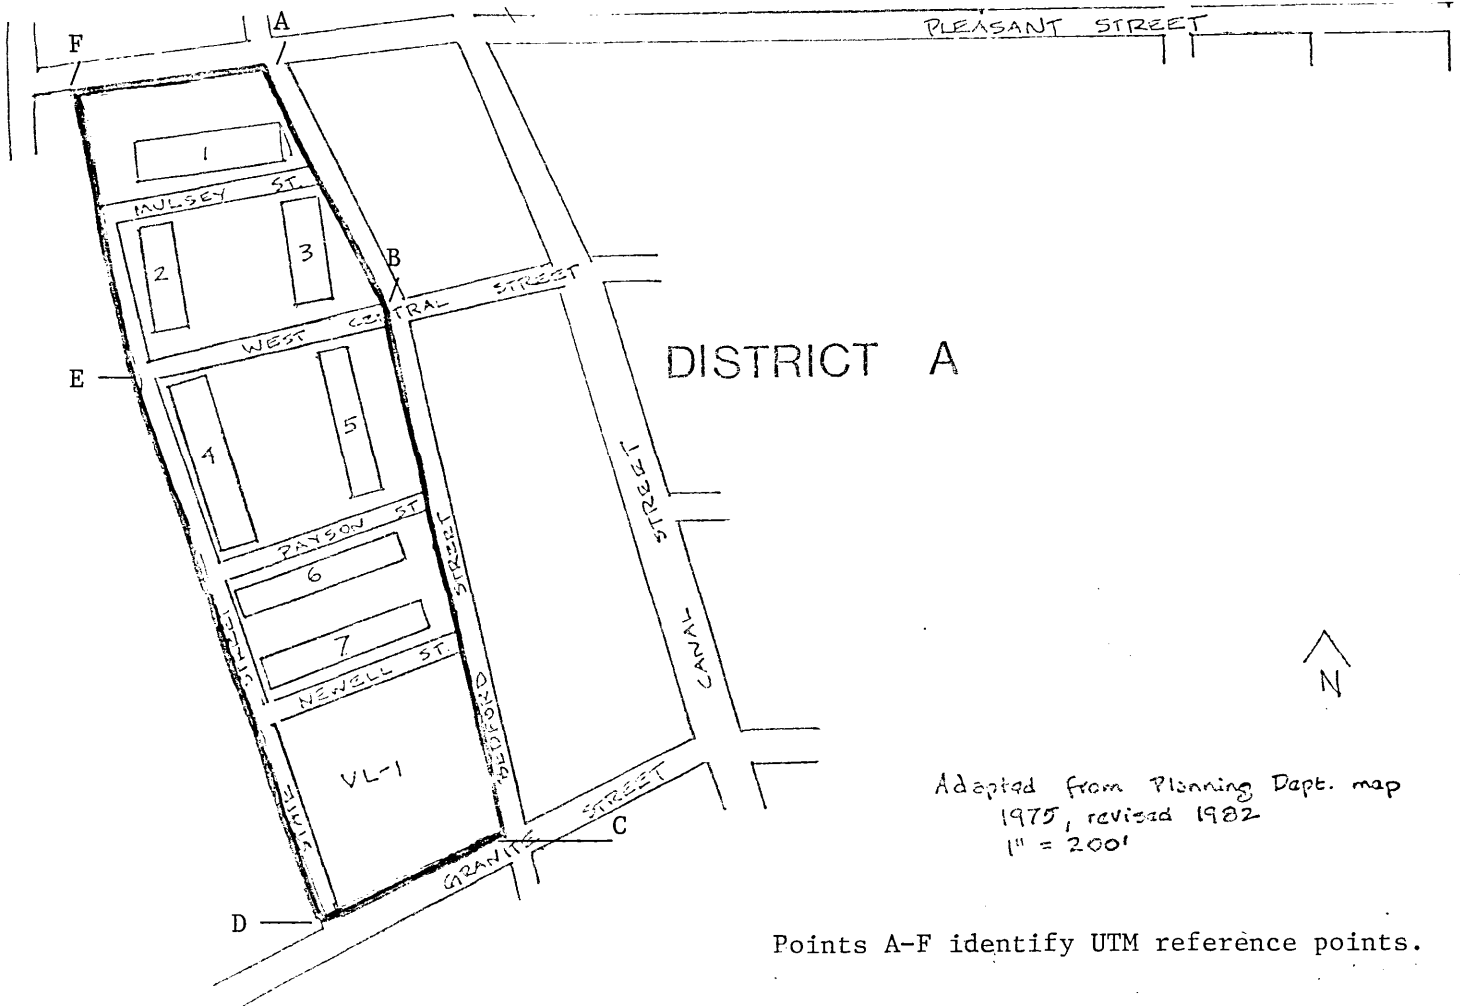 PLEASANT STREET
F
A
1
MULSEY ST.
2
3
B
WEST CENTRAL STREET
DISTRICT A
E
4
5
STREET
PAYSON ST
6
STREET
7
NEWELL ST.
STREET
CANAL
N
BEDFORD
VL-1
STREET
Adapted from Planning Dept. map
1975, revised 1982
1" = 200'
C
GRANITE
D
Points A-F identify UTM reference points.